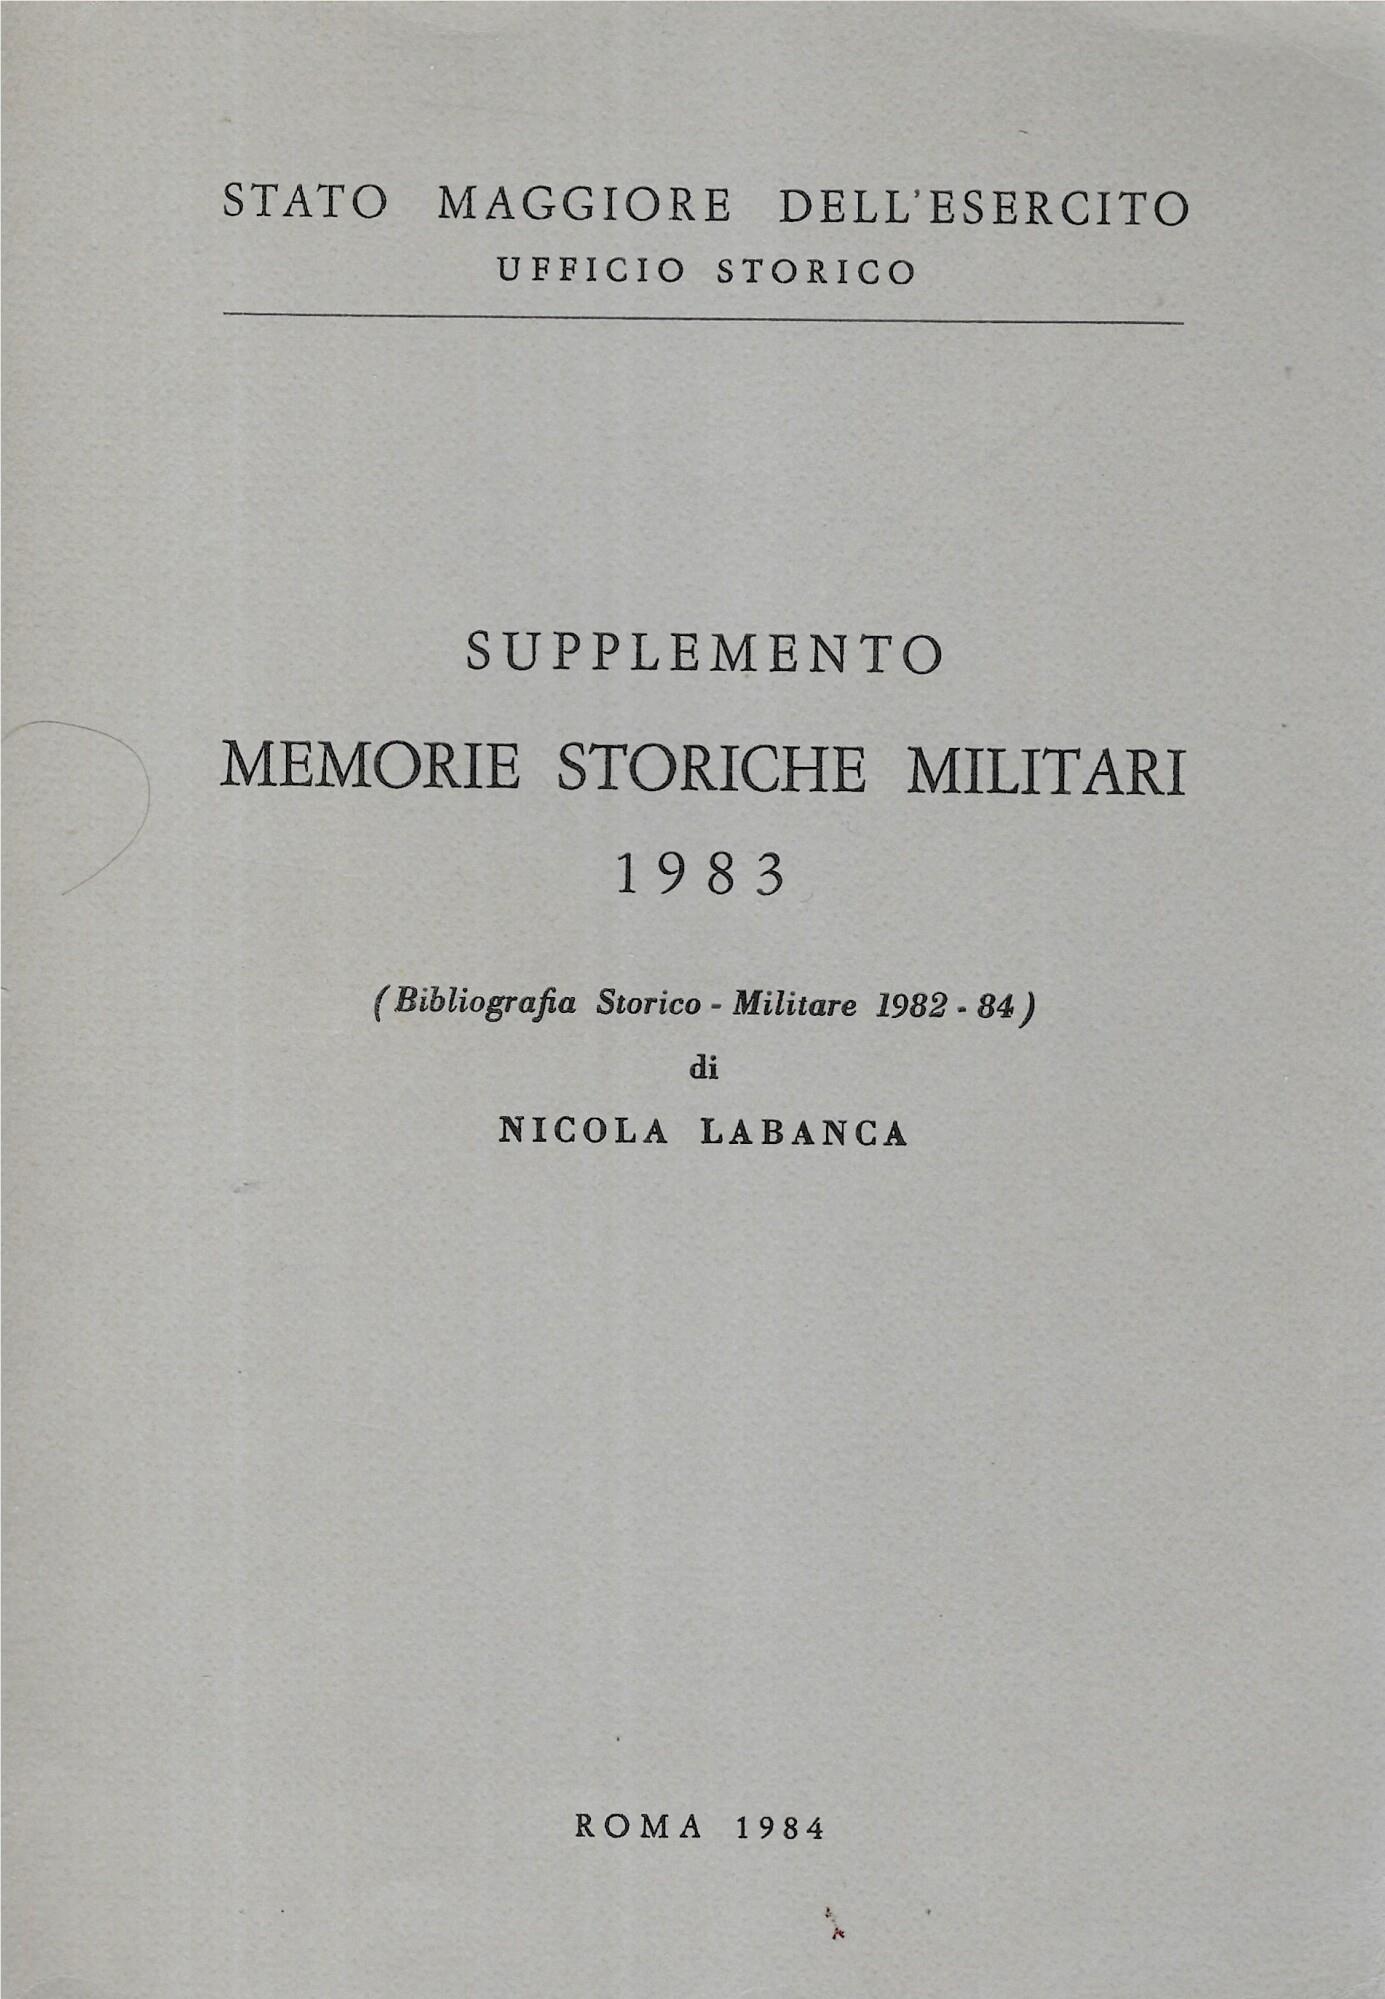 STATO MAGGIORE DELL'ESERCITO
UFFICIO STORICO
SUPPLEMENTO
MEMORIE STORICHE MILITARI
1983
(Bibliografia Storico - Militare 1982 - 84)
di
NICOLA LABANCA
ROMA 1984